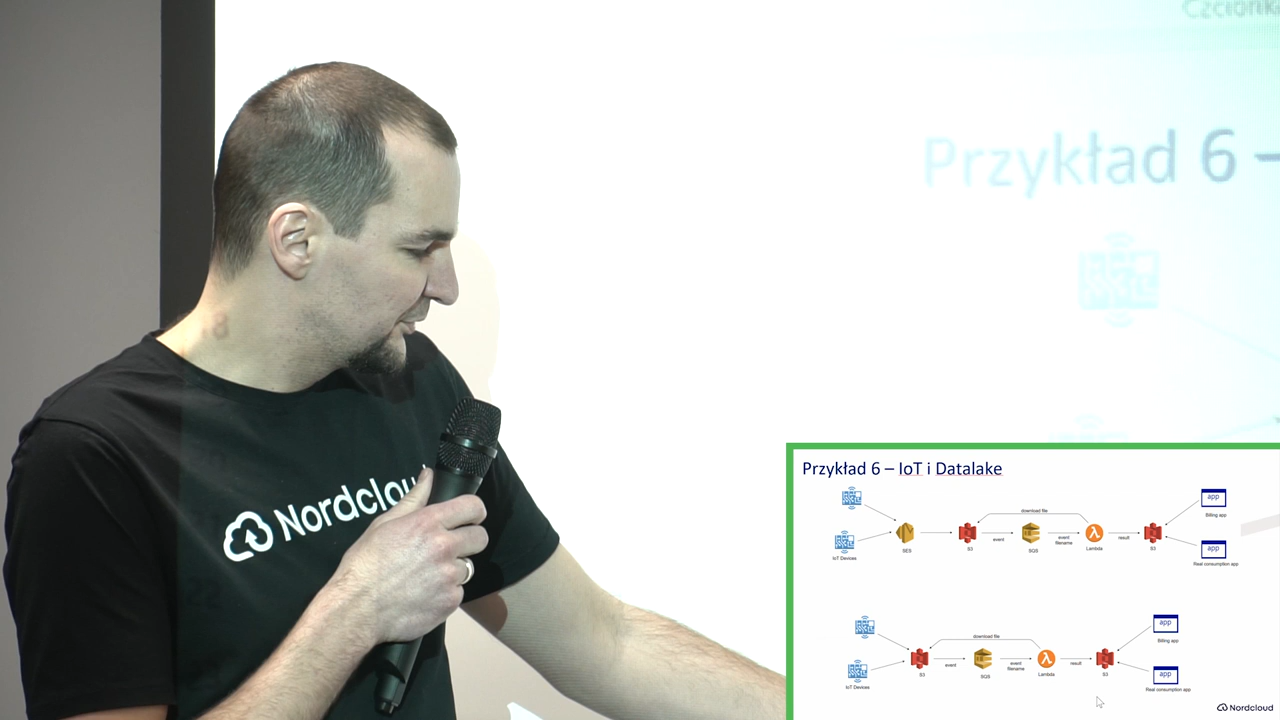 Czcionk
Przykład 6 –
Nordclou
Przykład 6 – IoT i Datalake
app
download file
Billing app
SES
S3
event
SQS
event
filename
Lambda
result
S3
app
IoT Devices
Real consumption app
app
download file
Billing app
S3
event
SQS
event
filename
Lambda
result
S3
app
IoT Devices
Real consumption app
Nordcloud